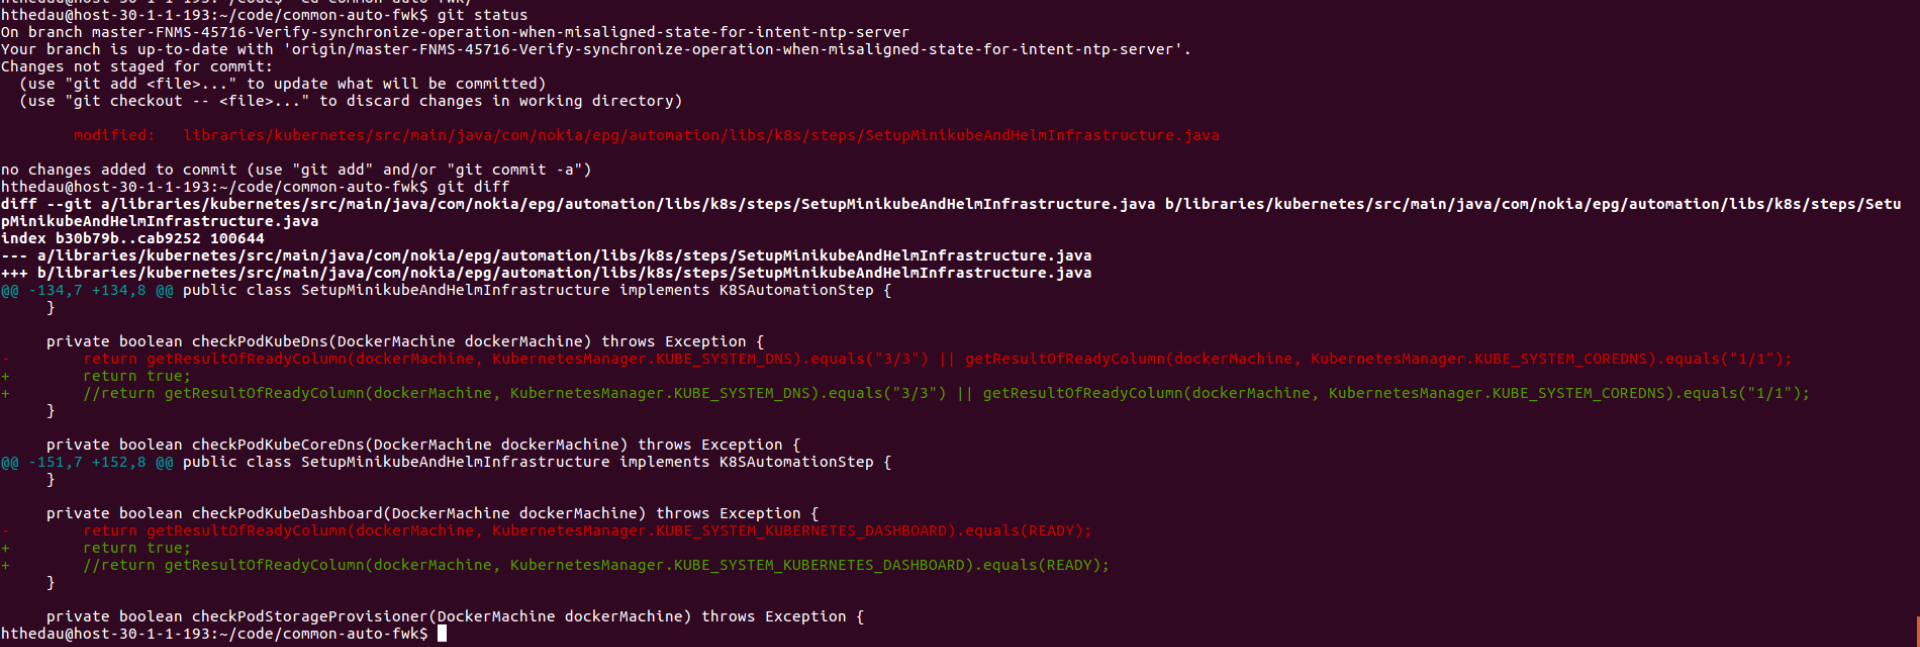 hthedau@host-30-1-1-193:~/code/common-auto-fwk$ git status
On branch master-FNMS-45716-Verify-synchronize-operation-when-misaligned-state-for-intent-ntp-server
Your branch is up-to-date with 'origin/master-FNMS-45716-Verify-synchronize-operation-when-misaligned-state-for-intent-ntp-server'.
Changes not staged for commit:
  (use "git add <file>..." to update what will be committed)
  (use "git checkout -- <file>..." to discard changes in working directory)
        modified:   libraries/kubernetes/src/main/java/com/nokia/epg/automation/libs/k8s/steps/SetupMinikubeAndHelmInfrastructure.java
no changes added to commit (use "git add" and/or "git commit -a")
hthedau@host-30-1-1-193:~/code/common-auto-fwk$ git diff
diff --git a/libraries/kubernetes/src/main/java/com/nokia/epg/automation/libs/k8s/steps/SetupMinikubeAndHelmInfrastructure.java b/libraries/kubernetes/src/main/java/com/nokia/epg/automation/libs/k8s/steps/Setu
pMinikubeAndHelmInfrastructure.java
index b30b79b..cab9252 100644
--- a/libraries/kubernetes/src/main/java/com/nokia/epg/automation/libs/k8s/steps/SetupMinikubeAndHelmInfrastructure.java
+++ b/libraries/kubernetes/src/main/java/com/nokia/epg/automation/libs/k8s/steps/SetupMinikubeAndHelmInfrastructure.java
@@ -134,7 +134,8 @@ public class SetupMinikubeAndHelmInfrastructure implements K8SAutomationStep {
     }
     private boolean checkPodKubeDns(DockerMachine dockerMachine) throws Exception {
-        return getResultOfReadyColumn(dockerMachine, KubernetesManager.KUBE_SYSTEM_DNS).equals("3/3") || getResultOfReadyColumn(dockerMachine, KubernetesManager.KUBE_SYSTEM_COREDNS).equals("1/1");
+        return true;
+        //return getResultOfReadyColumn(dockerMachine, KubernetesManager.KUBE_SYSTEM_DNS).equals("3/3") || getResultOfReadyColumn(dockerMachine, KubernetesManager.KUBE_SYSTEM_COREDNS).equals("1/1");
     }
     private boolean checkPodKubeCoreDns(DockerMachine dockerMachine) throws Exception {
@@ -151,7 +152,8 @@ public class SetupMinikubeAndHelmInfrastructure implements K8SAutomationStep {
     }
     private boolean checkPodKubeDashboard(DockerMachine dockerMachine) throws Exception {
-        return getResultOfReadyColumn(dockerMachine, KubernetesManager.KUBE_SYSTEM_KUBERNETES_DASHBOARD).equals(READY);
+        return true;
+        //return getResultOfReadyColumn(dockerMachine, KubernetesManager.KUBE_SYSTEM_KUBERNETES_DASHBOARD).equals(READY);
     }
     private boolean checkPodStorageProvisioner(DockerMachine dockerMachine) throws Exception {
hthedau@host-30-1-1-193:~/code/common-auto-fwk$